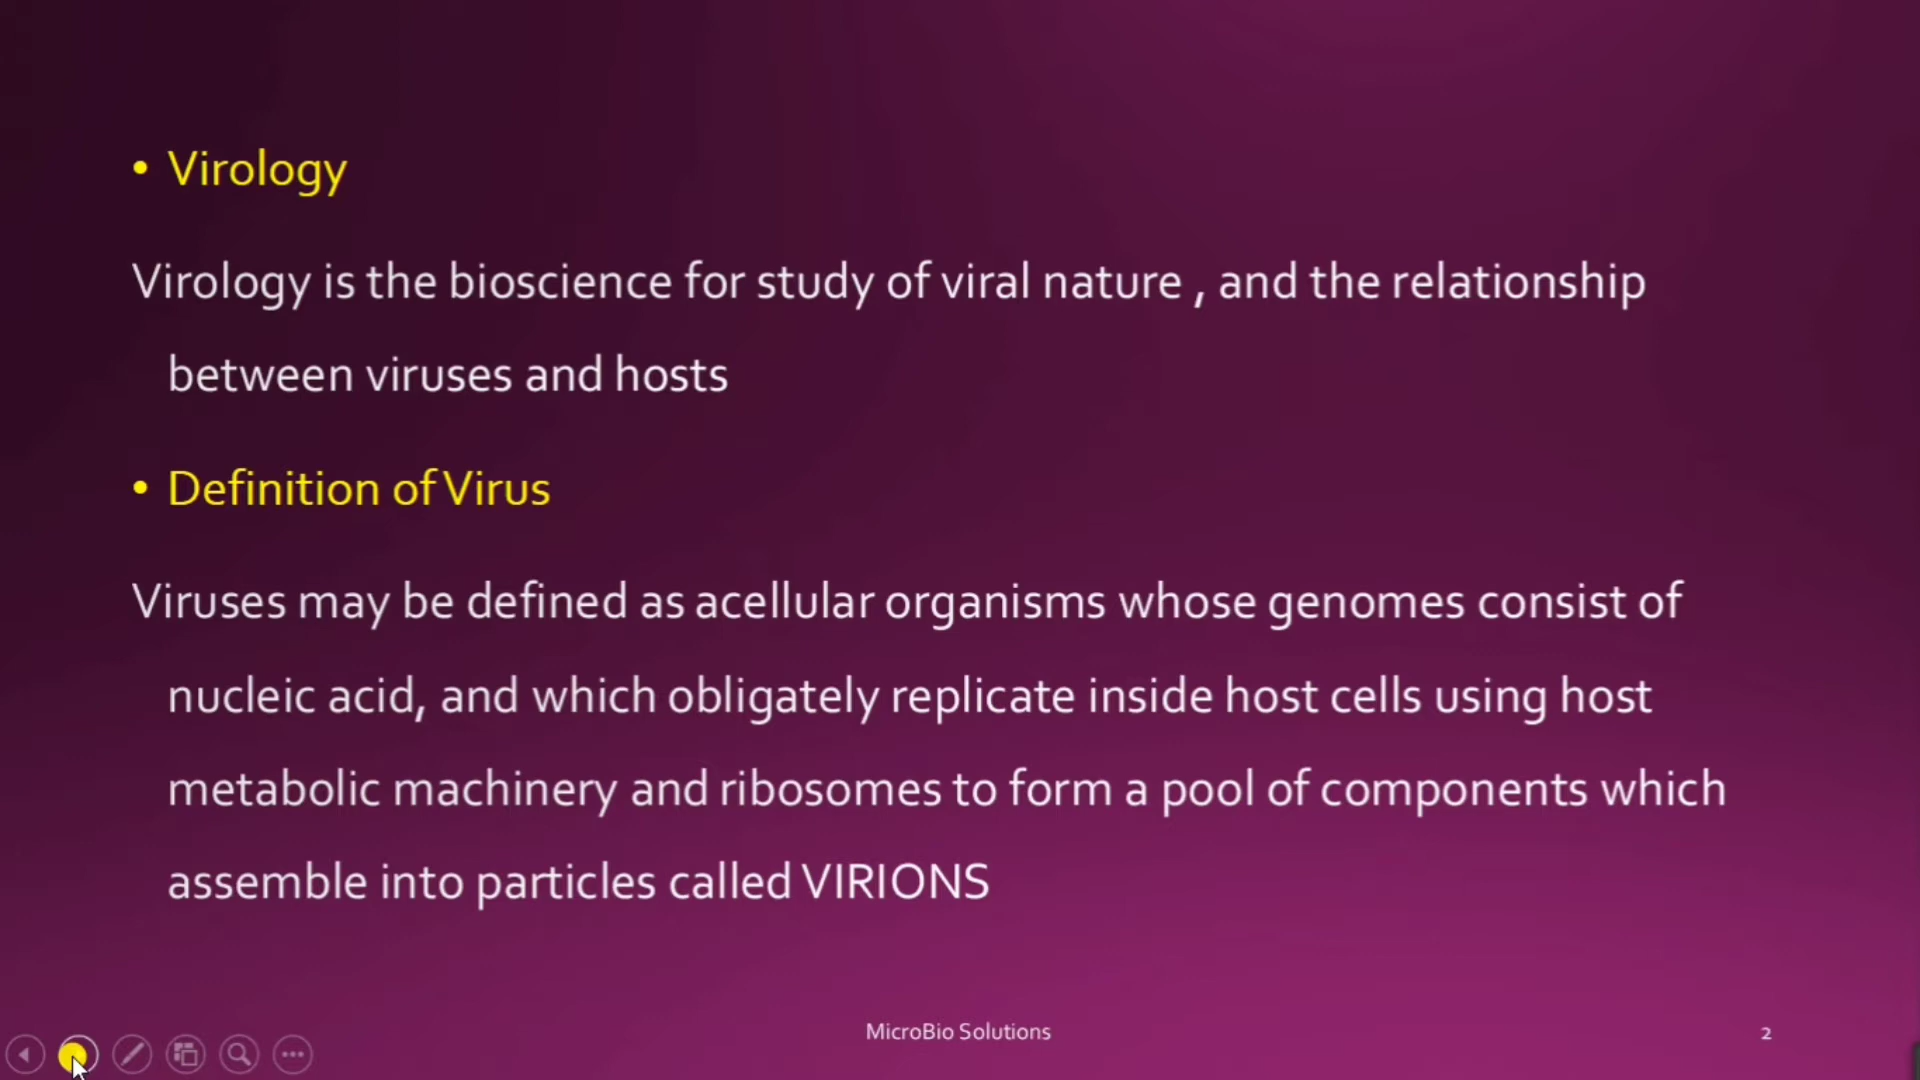 • Virology
Virology is the bioscience for study of viral nature , and the relationship
between viruses and hosts
• Definition of Virus
Viruses may be defined as acellular organisms whose genomes consist of
nucleic acid, and which obligately replicate inside host cells using host
metabolic machinery and ribosomes to form a pool of components which
assemble into particles called VIRIONS
MicroBio Solutions
2